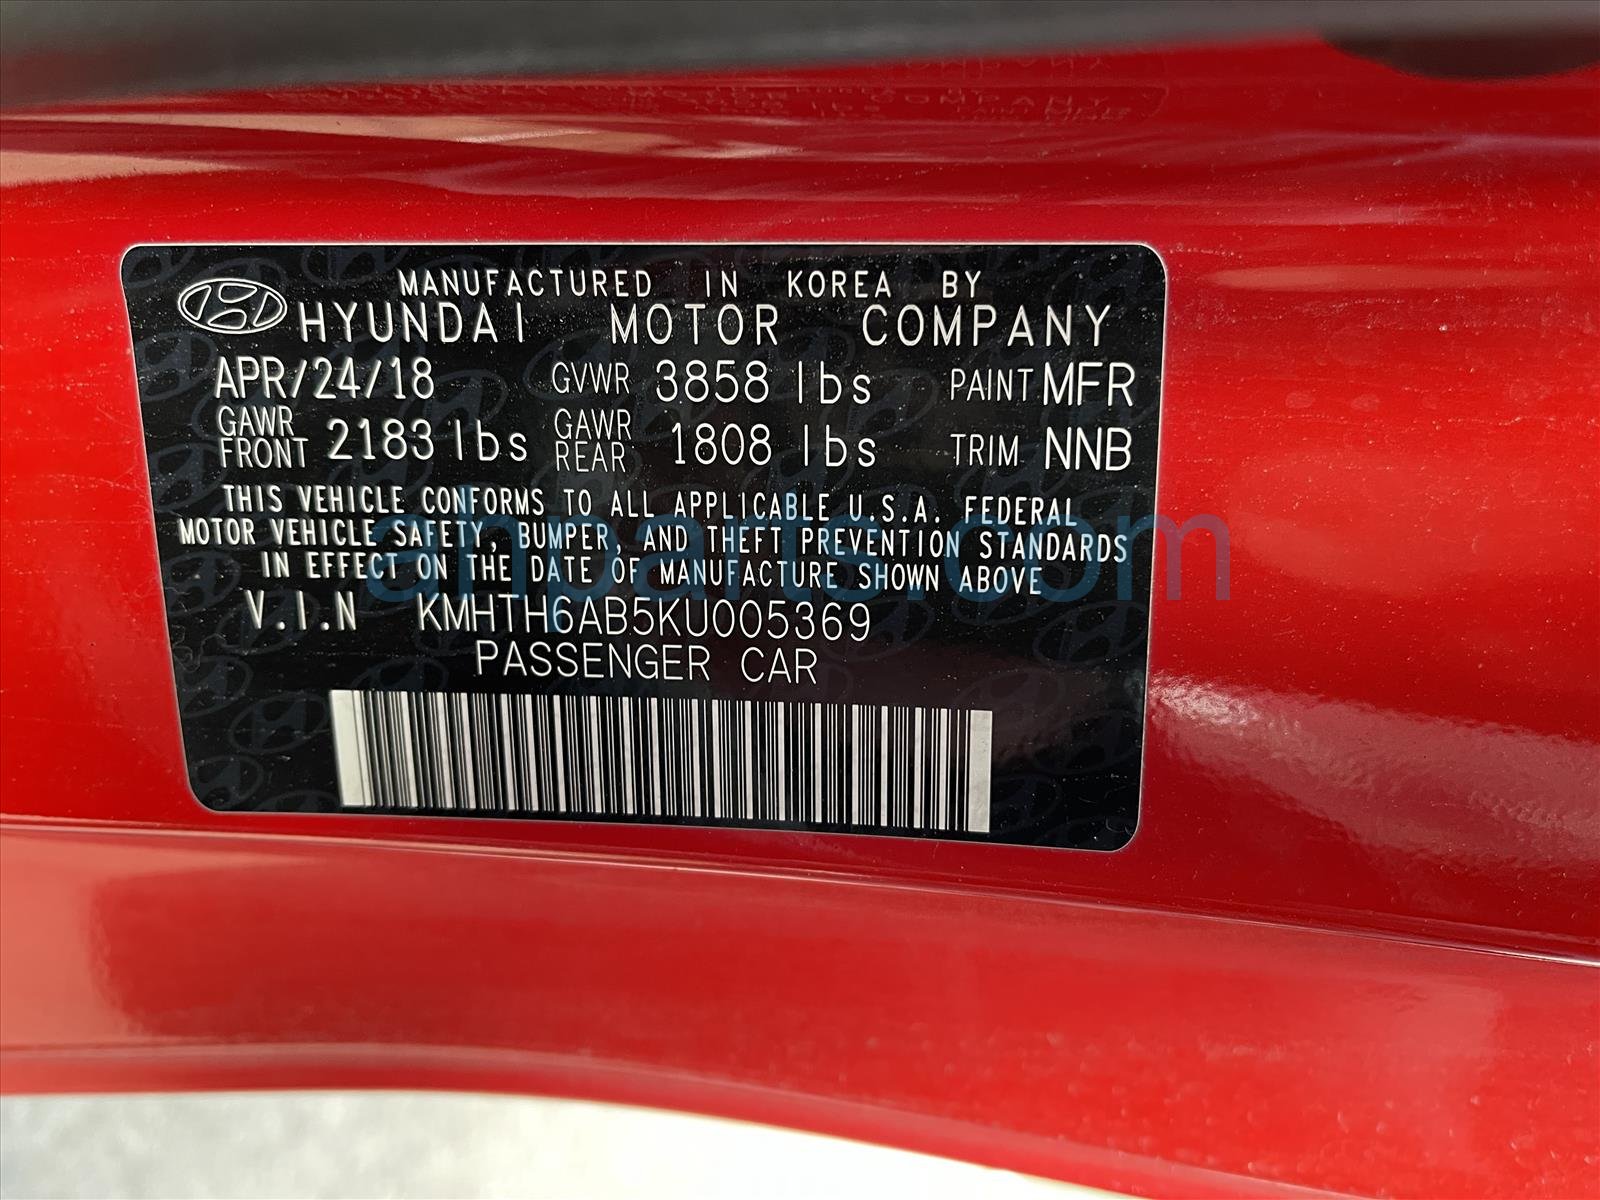 MANUFACTURED IN KOREA BY
HYUNDAI MOTOR COMPANY
APR/24/18 GVWR 3858 lbs PAINT MFR
GAWR FRONT 2183 lbs GAWR REAR 1808 lbs TRIM NNB
THIS VEHICLE CONFORMS TO ALL APPLICABLE U.S.A. FEDERAL
MOTOR VEHICLE SAFETY, BUMPER, AND THEFT PREVENTION STANDARDS
IN EFFECT ON THE DATE OF MANUFACTURE SHOWN ABOVE
V.I.N KMHTH6AB5KU005369
PASSENGER CAR
anparts.com